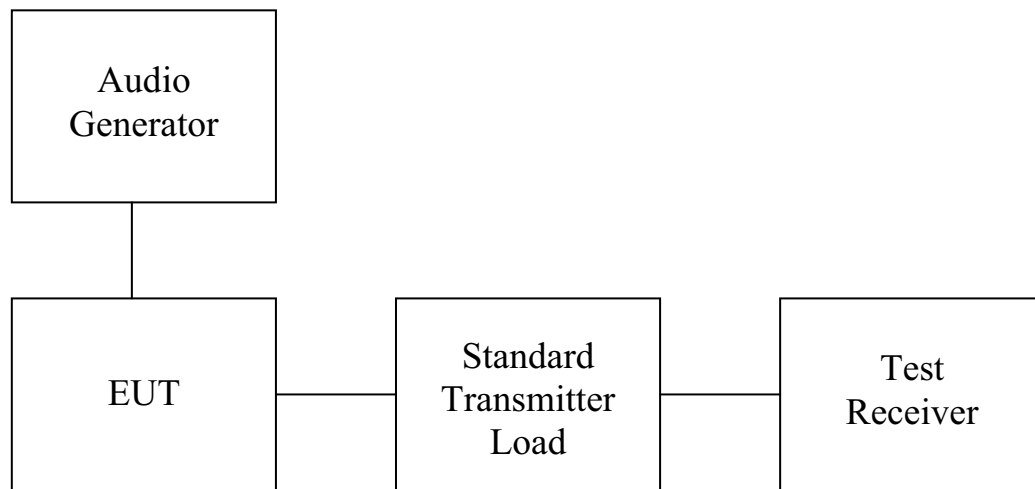 Audio
Generator
EUT
Standard
Transmitter
Load
Test
Receiver